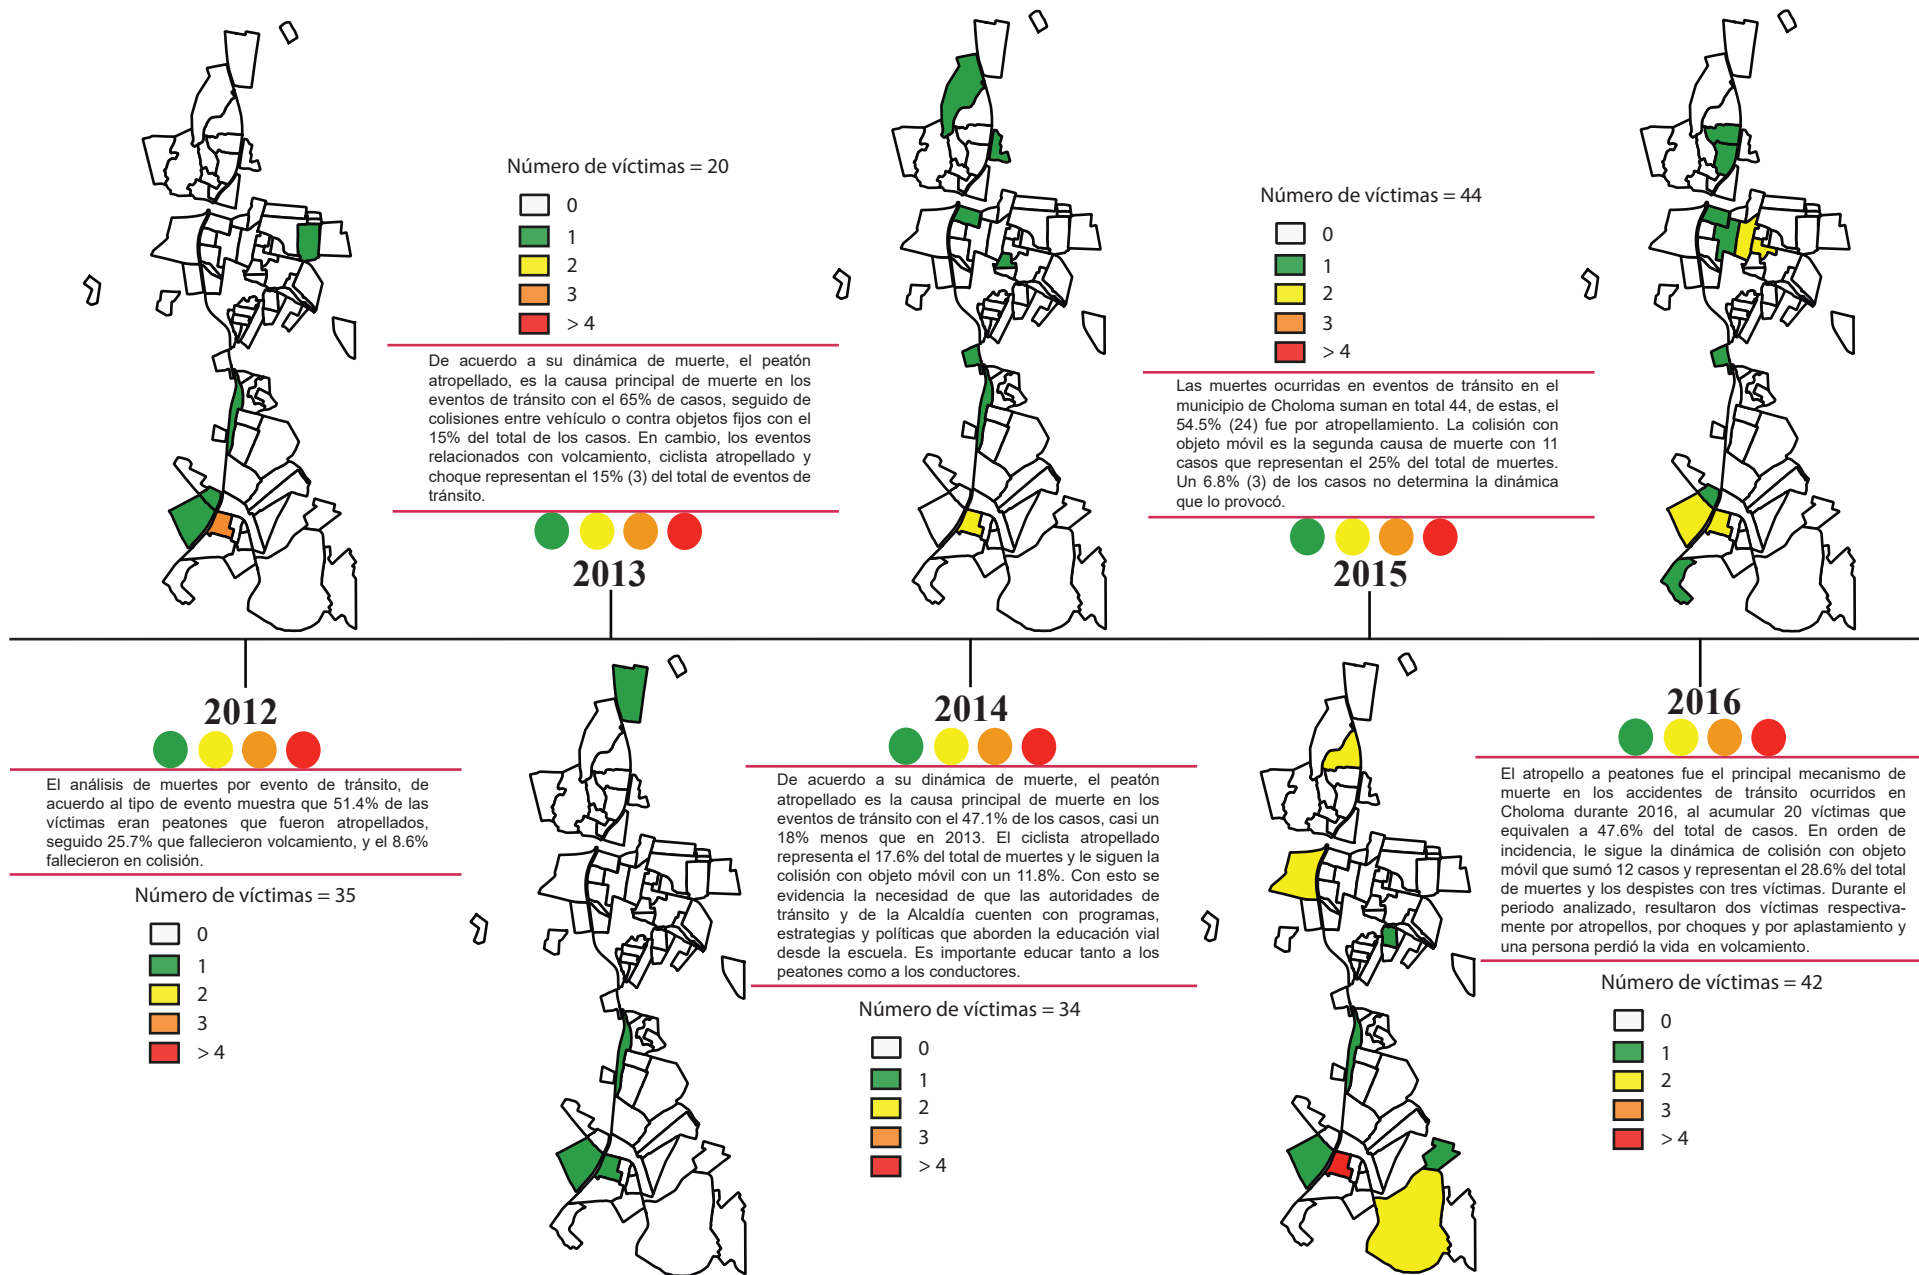 Número de víctimas = 20
0
1
2
3
> 4
De acuerdo a su dinámica de muerte, el peatón
atropellado, es la causa principal de muerte en los
eventos de tránsito con el 65% de casos, seguido de
colisiones entre vehículo o contra objetos fijos con el
15% del total de los casos. En cambio, los eventos
relacionados con volcamiento, ciclista atropellado y
choque representan el 15% (3) del total de eventos de
tránsito.
2013
Número de víctimas = 44
0
1
2
3
> 4
Las muertes ocurridas en eventos de tránsito en el
municipio de Choloma suman en total 44, de estas, el
54.5% (24) fue por atropellamiento. La colisión con
objeto móvil es la segunda causa de muerte con 11
casos que representan el 25% del total de muertes.
Un 6.8% (3) de los casos no determina la dinámica
que lo provocó.
2015
2012
El análisis de muertes por evento de tránsito, de
acuerdo al tipo de evento muestra que 51.4% de las
víctimas eran peatones que fueron atropellados,
seguido 25.7% que fallecieron volcamiento, y el 8.6%
fallecieron en colisión.
Número de víctimas = 35
0
1
2
3
> 4
2014
De acuerdo a su dinámica de muerte, el peatón
atropellado es la causa principal de muerte en los
eventos de tránsito con el 47.1% de los casos, casi un
18% menos que en 2013. El ciclista atropellado
representa el 17.6% del total de muertes y le siguen la
colisión con objeto móvil con un 11.8%. Con esto se
evidencia la necesidad de que las autoridades de
tránsito y de la Alcaldía cuenten con programas,
estrategias y políticas que aborden la educación vial
desde la escuela. Es importante educar tanto a los
peatones como a los conductores.
Número de víctimas = 34
0
1
2
3
> 4
2016
El atropello a peatones fue el principal mecanismo de
muerte en los accidentes de tránsito ocurridos en
Choloma durante 2016, al acumular 20 víctimas que
equivalen a 47.6% del total de casos. En orden de
incidencia, le sigue la dinámica de colisión con objeto
móvil que sumó 12 casos y representan el 28.6% del total
de muertes y los despistes con tres víctimas. Durante el
periodo analizado, resultaron dos víctimas respectiva-
mente por atropellos, por choques y por aplastamiento y
una persona perdió la vida en volcamiento.
Número de víctimas = 42
0
1
2
3
> 4